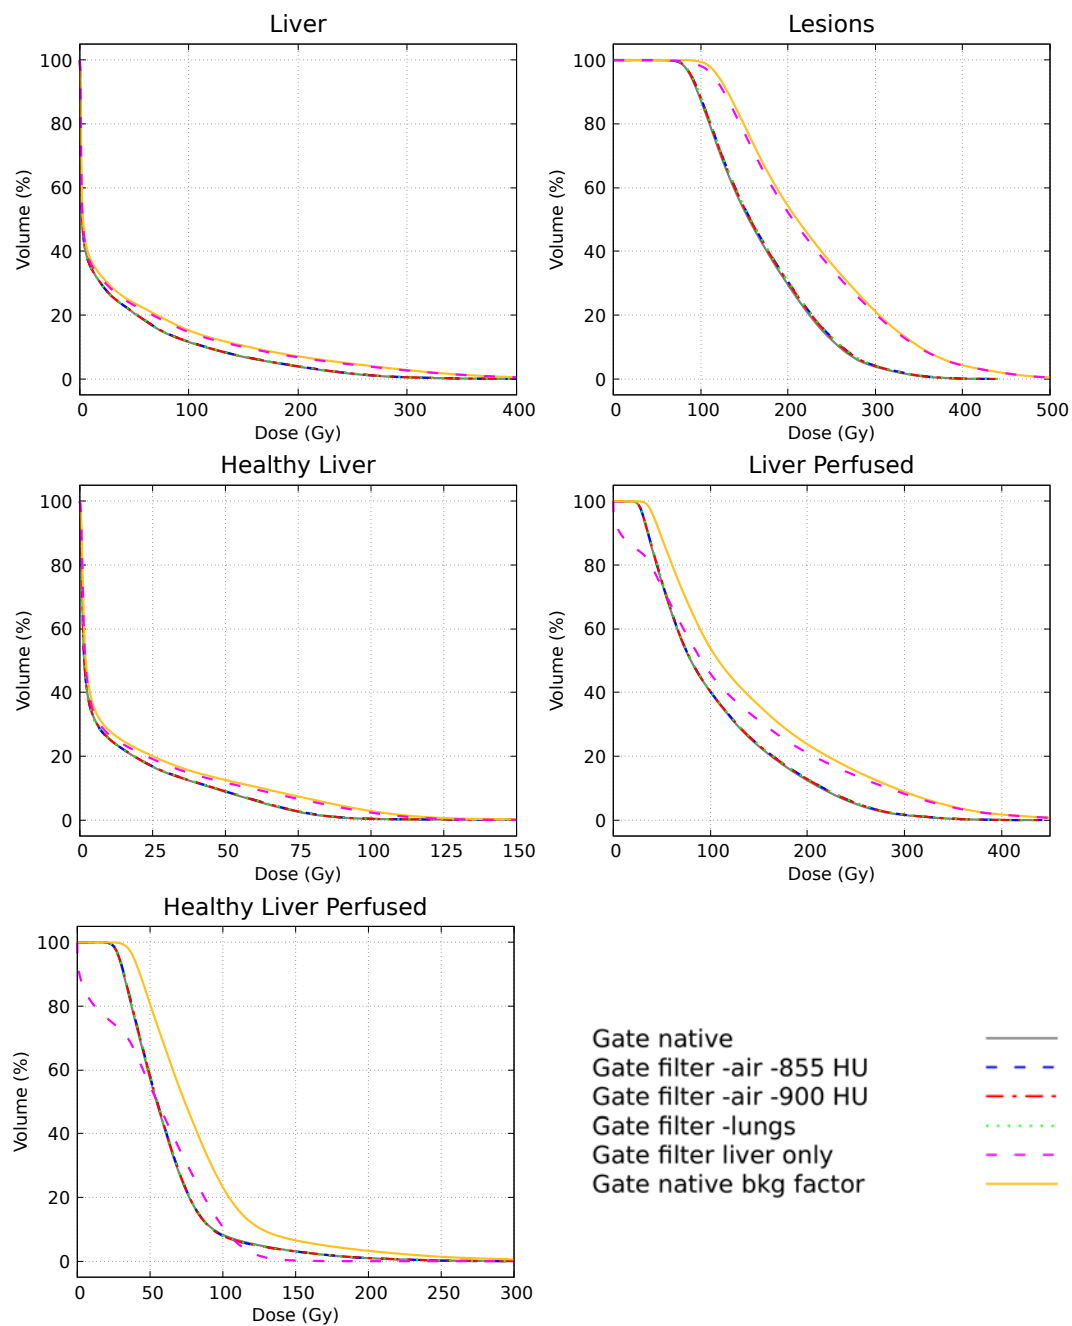 Liver
100
80
60
40
20
0
Volume (%)
0 100 200 300 400
Dose (Gy)
Lesions
100
80
60
40
20
0
Volume (%)
0 100 200 300 400 500
Dose (Gy)
Healthy Liver
100
80
60
40
20
0
Volume (%)
0 25 50 75 100 125 150
Dose (Gy)
Liver Perfused
100
80
60
40
20
0
Volume (%)
0 100 200 300 400
Dose (Gy)
Healthy Liver Perfused
100
80
60
40
20
0
Volume (%)
0 50 100 150 200 250 300
Dose (Gy)
Gate native
Gate filter -air -855 HU
Gate filter -air -900 HU
Gate filter -lungs
Gate filter liver only
Gate native bkg factor